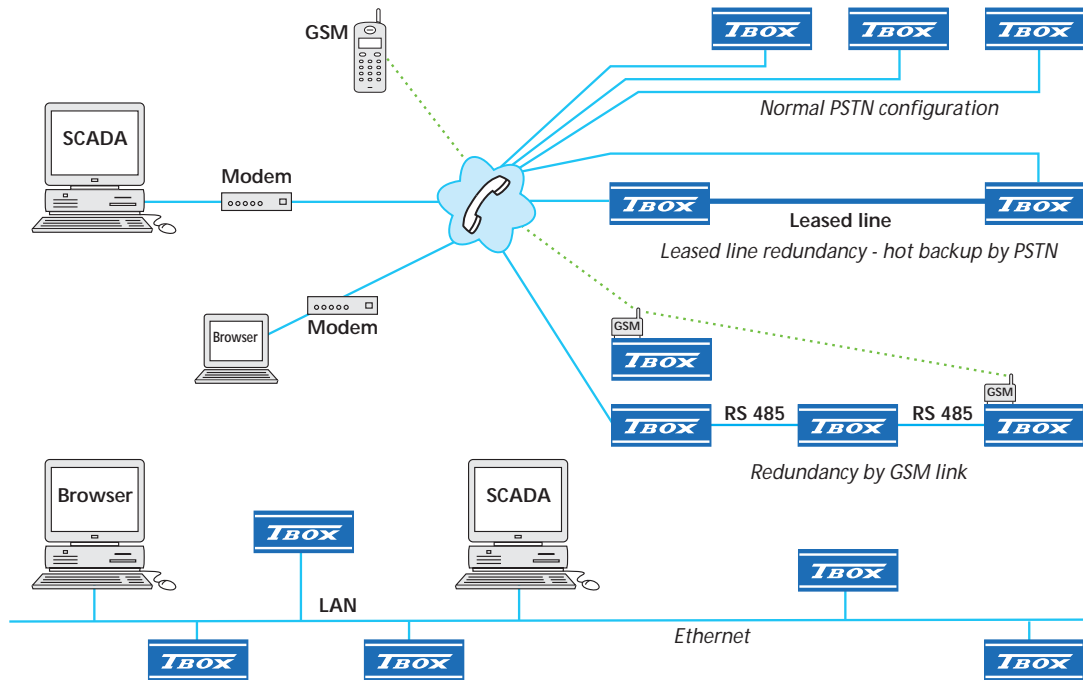 GSM
TBOX
TBOX
TBOX
Normal PSTN configuration
SCADA
Modem
TBOX
Leased line
TBOX
Leased line redundancy - hot backup by PSTN
Modem
Browser
GSM
TBOX
GSM
TBOX
RS 485
TBOX
RS 485
TBOX
Redundancy by GSM link
Browser
SCADA
TBOX
TBOX
LAN
Ethernet
TBOX
TBOX
TBOX